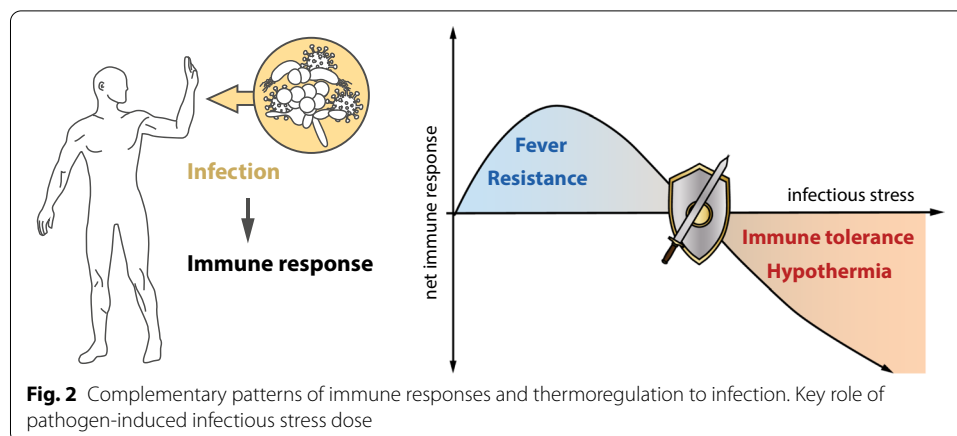 Infection
Immune response
net immune response
Fever
Resistance
infectious stress
Immune tolerance
Hypothermia
Fig. 2 Complementary patterns of immune responses and thermoregulation to infection. Key role of
pathogen-induced infectious stress dose